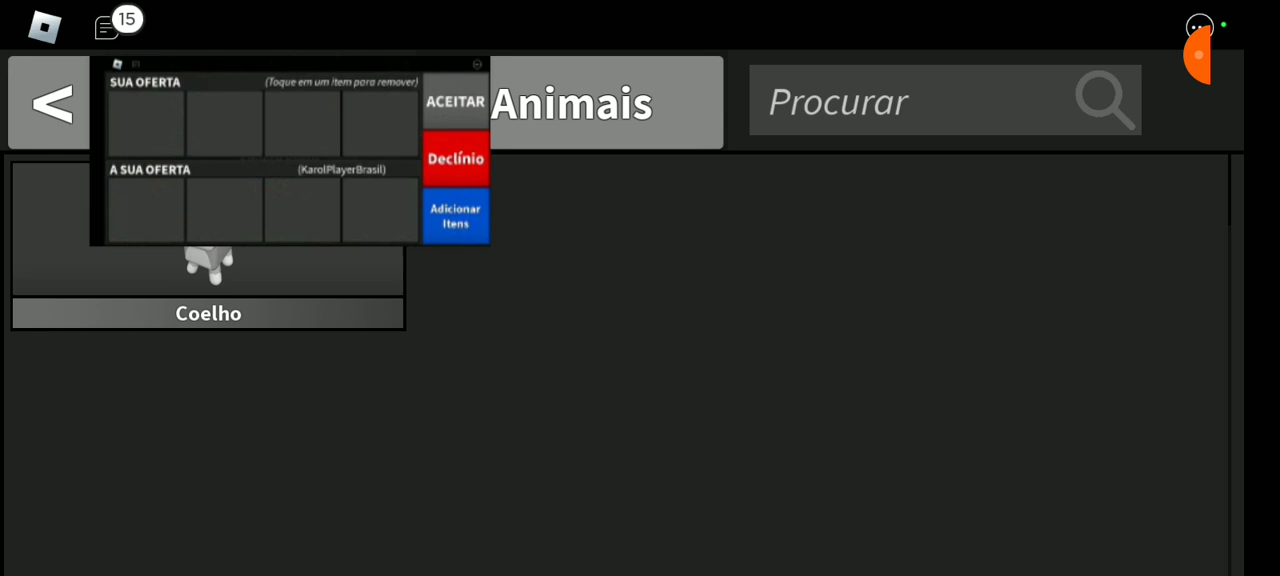 15
<
Animais
Procurar
SUA OFERTA (Toque em um item para remover)
ACEITAR
Declínio
A SUA OFERTA (KarolPlayerBrasil)
Adicionar
Itens
Coelho